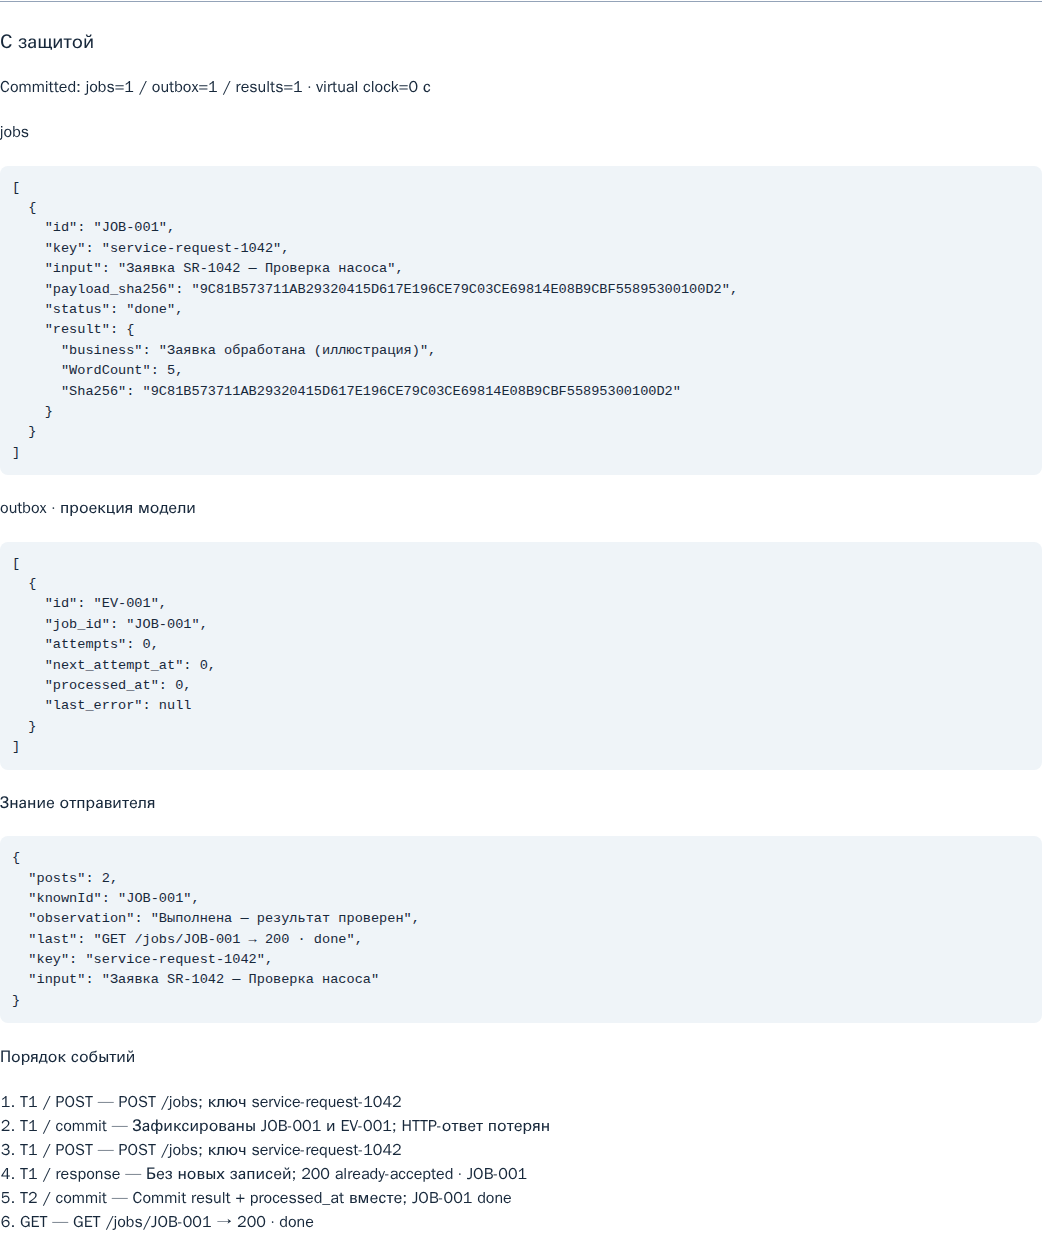 С защитой
Committed: jobs=1 / outbox=1 / results=1 · virtual clock=0 с
jobs
[
  {
    "id": "JOB-001",
    "key": "service-request-1042",
    "input": "Заявка SR-1042 — Проверка насоса",
    "payload_sha256": "9C81B573711AB29320415D617E196CE79C03CE69814E08B9CBF55895300100D2",
    "status": "done",
    "result": {
      "business": "Заявка обработана (иллюстрация)",
      "WordCount": 5,
      "Sha256": "9C81B573711AB29320415D617E196CE79C03CE69814E08B9CBF55895300100D2"
    }
  }
]
outbox · проекция модели
[
  {
    "id": "EV-001",
    "job_id": "JOB-001",
    "attempts": 0,
    "next_attempt_at": 0,
    "processed_at": 0,
    "last_error": null
  }
]
Знание отправителя
{
  "posts": 2,
  "knownId": "JOB-001",
  "observation": "Выполнена — результат проверен",
  "last": "GET /jobs/JOB-001 → 200 · done",
  "key": "service-request-1042",
  "input": "Заявка SR-1042 — Проверка насоса"
}
Порядок событий
1. T1 / POST — POST /jobs; ключ service-request-1042
2. T1 / commit — Зафиксированы JOB-001 и EV-001; HTTP-ответ потерян
3. T1 / POST — POST /jobs; ключ service-request-1042
4. T1 / response — Без новых записей; 200 already-accepted · JOB-001
5. T2 / commit — Commit result + processed_at вместе; JOB-001 done
6. GET — GET /jobs/JOB-001 → 200 · done